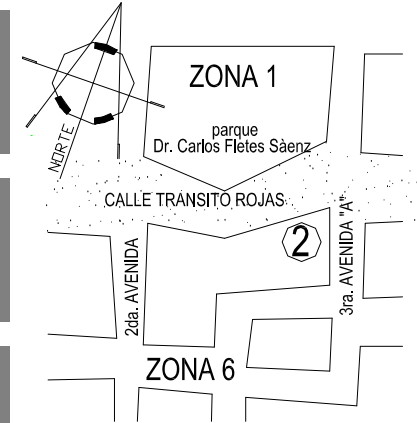 ZONA 1
parque
Dr. Carlos Fletes Sàenz
NORTE
CALLE TRANSITO ROJAS
2da. AVENIDA
2
3ra. AVENIDA "A"
ZONA 6